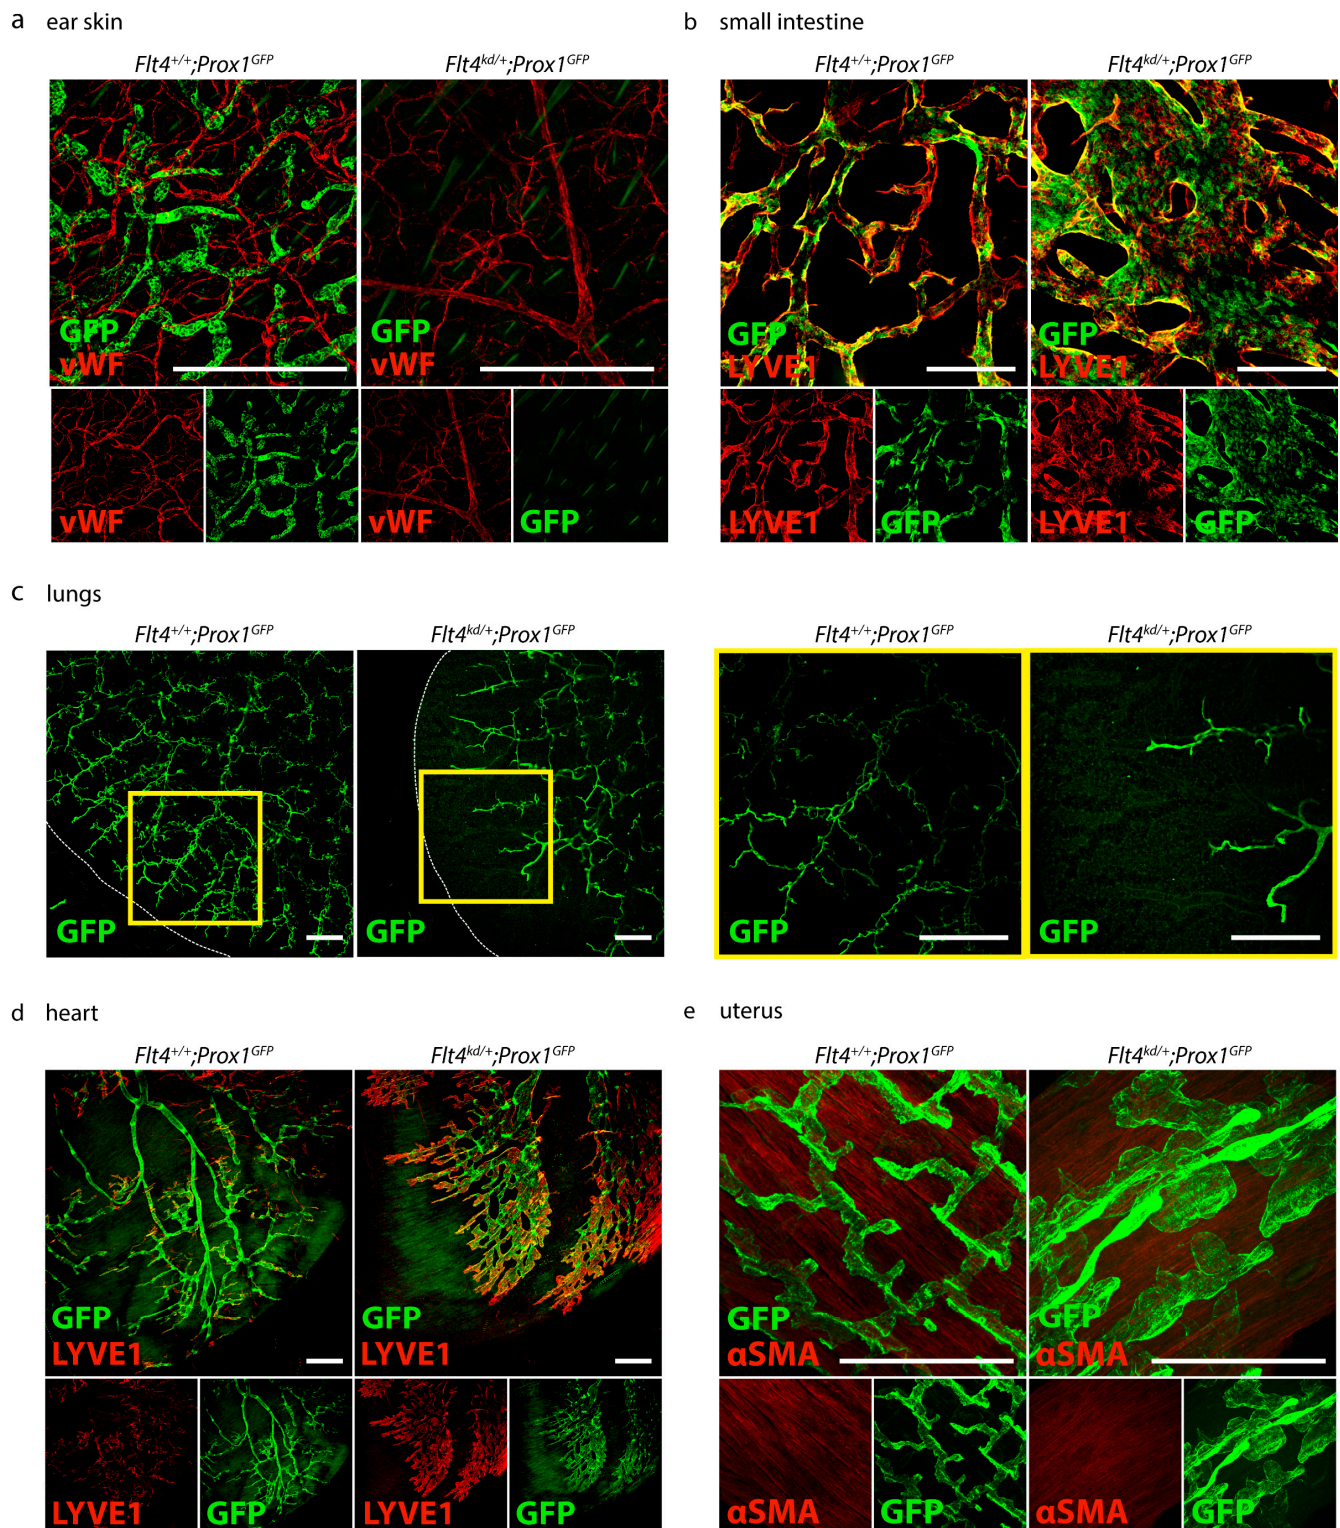 a ear skin
Flt4+/+;Prox1GFP Flt4kd/+;Prox1GFP
GFP
vWF
GFP
vWF
vWF
GFP
vWF
GFP
b small intestine
Flt4+/+;Prox1GFP Flt4kd/+;Prox1GFP
GFP
LYVE1
GFP
LYVE1
LYVE1
GFP
LYVE1
GFP
c lungs
Flt4+/+;Prox1GFP Flt4kd/+;Prox1GFP
GFP
GFP
Flt4+/+;Prox1GFP Flt4kd/+;Prox1GFP
GFP
GFP
d heart
Flt4+/+;Prox1GFP Flt4kd/+;Prox1GFP
GFP
LYVE1
GFP
LYVE1
LYVE1
GFP
LYVE1
GFP
e uterus
Flt4+/+;Prox1GFP Flt4kd/+;Prox1GFP
GFP
αSMA
GFP
αSMA
αSMA
GFP
αSMA
GFP